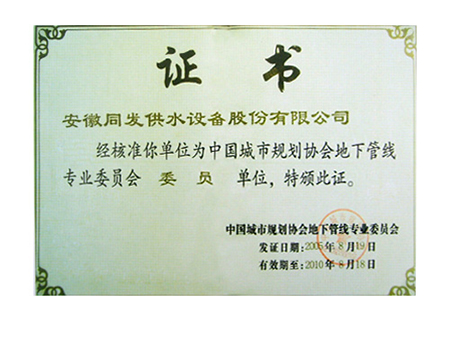 证书
安徽同发供水设备股份有限公司
经核准你单位为中国城市规划协会地下管线
专业委员会 委员 单位，特颁此证。
中国城市规划协会地下管线专业委员会
发证日期：2005年8月19日
有效期至：2010年8月18日